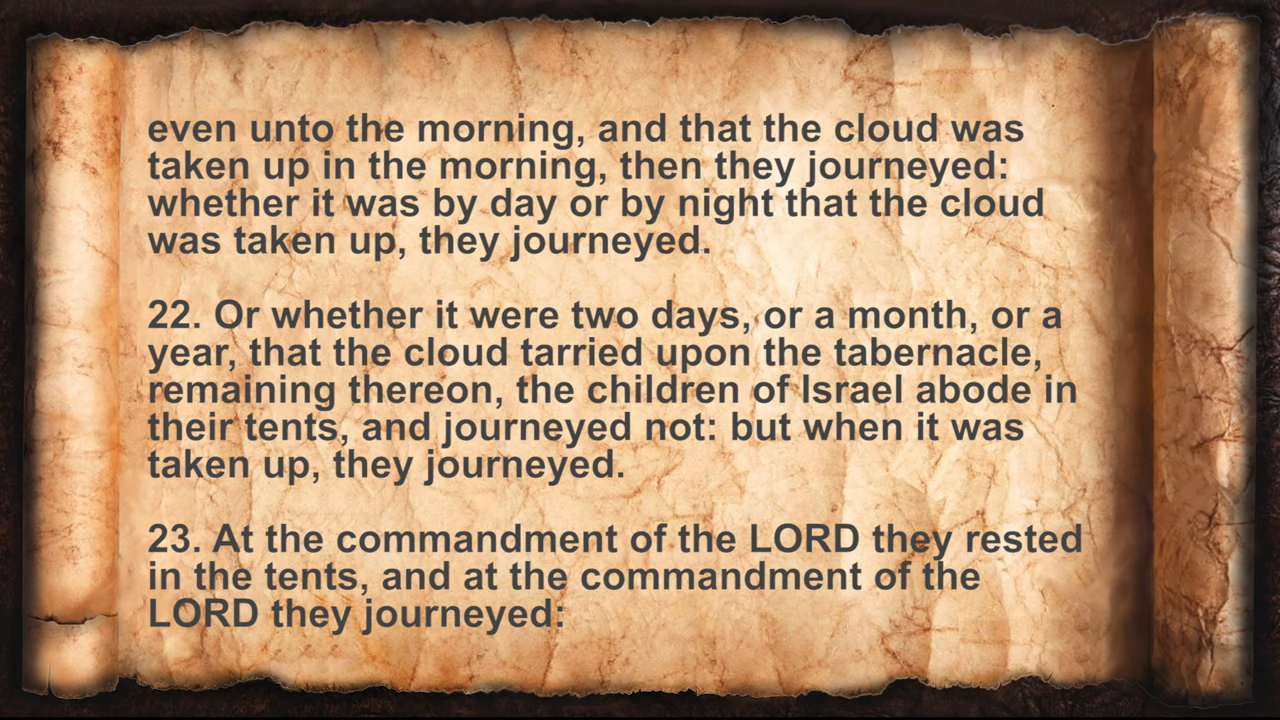 even unto the morning, and that the cloud was
taken up in the morning, then they journeyed:
whether it was by day or by night that the cloud
was taken up, they journeyed.
22. Or whether it were two days, or a month, or a
year, that the cloud tarried upon the tabernacle,
remaining thereon, the children of Israel abode in
their tents, and journeyed not: but when it was
taken up, they journeyed.
23. At the commandment of the LORD they rested
in the tents, and at the commandment of the
LORD they journeyed: